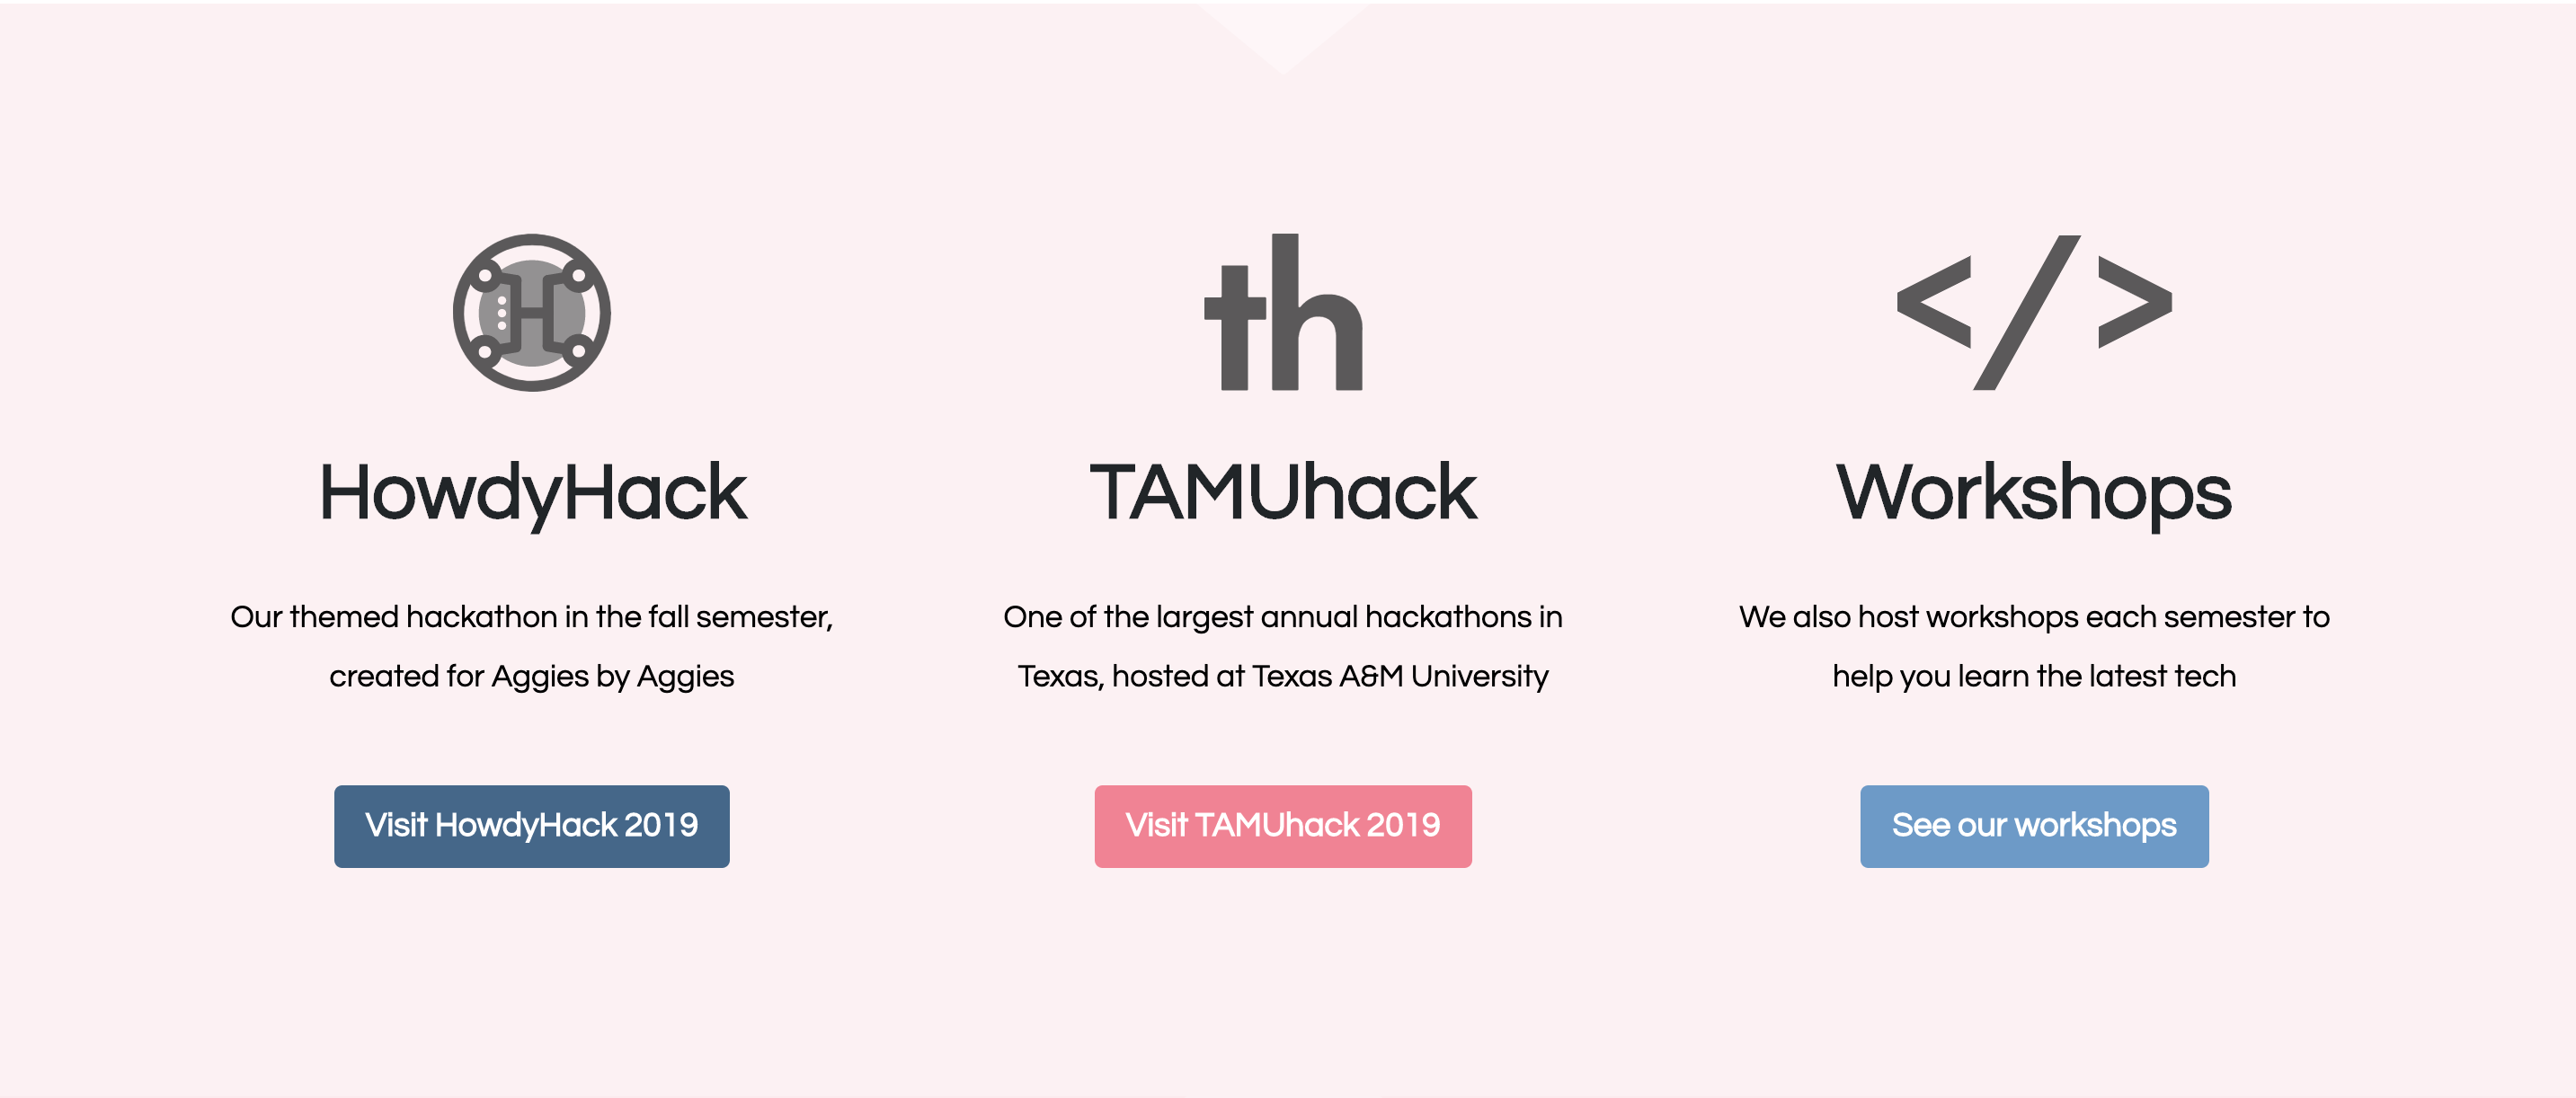 H
th
</>
HowdyHack
TAMUhack
Workshops
Our themed hackathon in the fall semester,
created for Aggies by Aggies
One of the largest annual hackathons in
Texas, hosted at Texas A&M University
We also host workshops each semester to
help you learn the latest tech
Visit HowdyHack 2019
Visit TAMUhack 2019
See our workshops